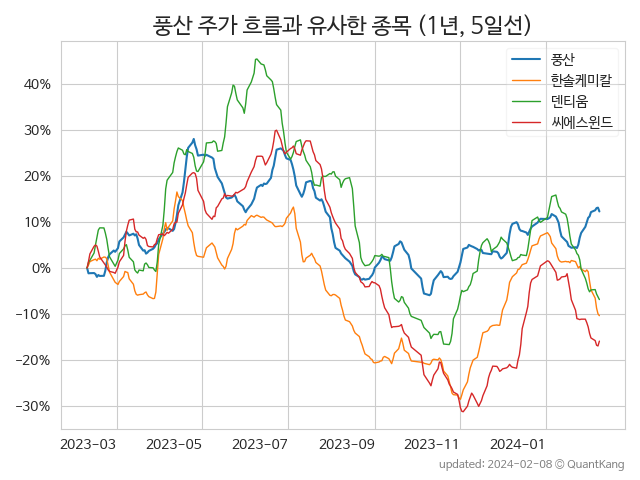 풍산 주가 흐름과 유사한 종목 (1년, 5일선)
풍산
한솔케미칼
덴티움
씨에스윈드
40%
30%
20%
10%
0%
−10%
−20%
−30%
2023-03
2023-05
2023-07
2023-09
2023-11
2024-01
updated: 2024-02-08 © QuantKang